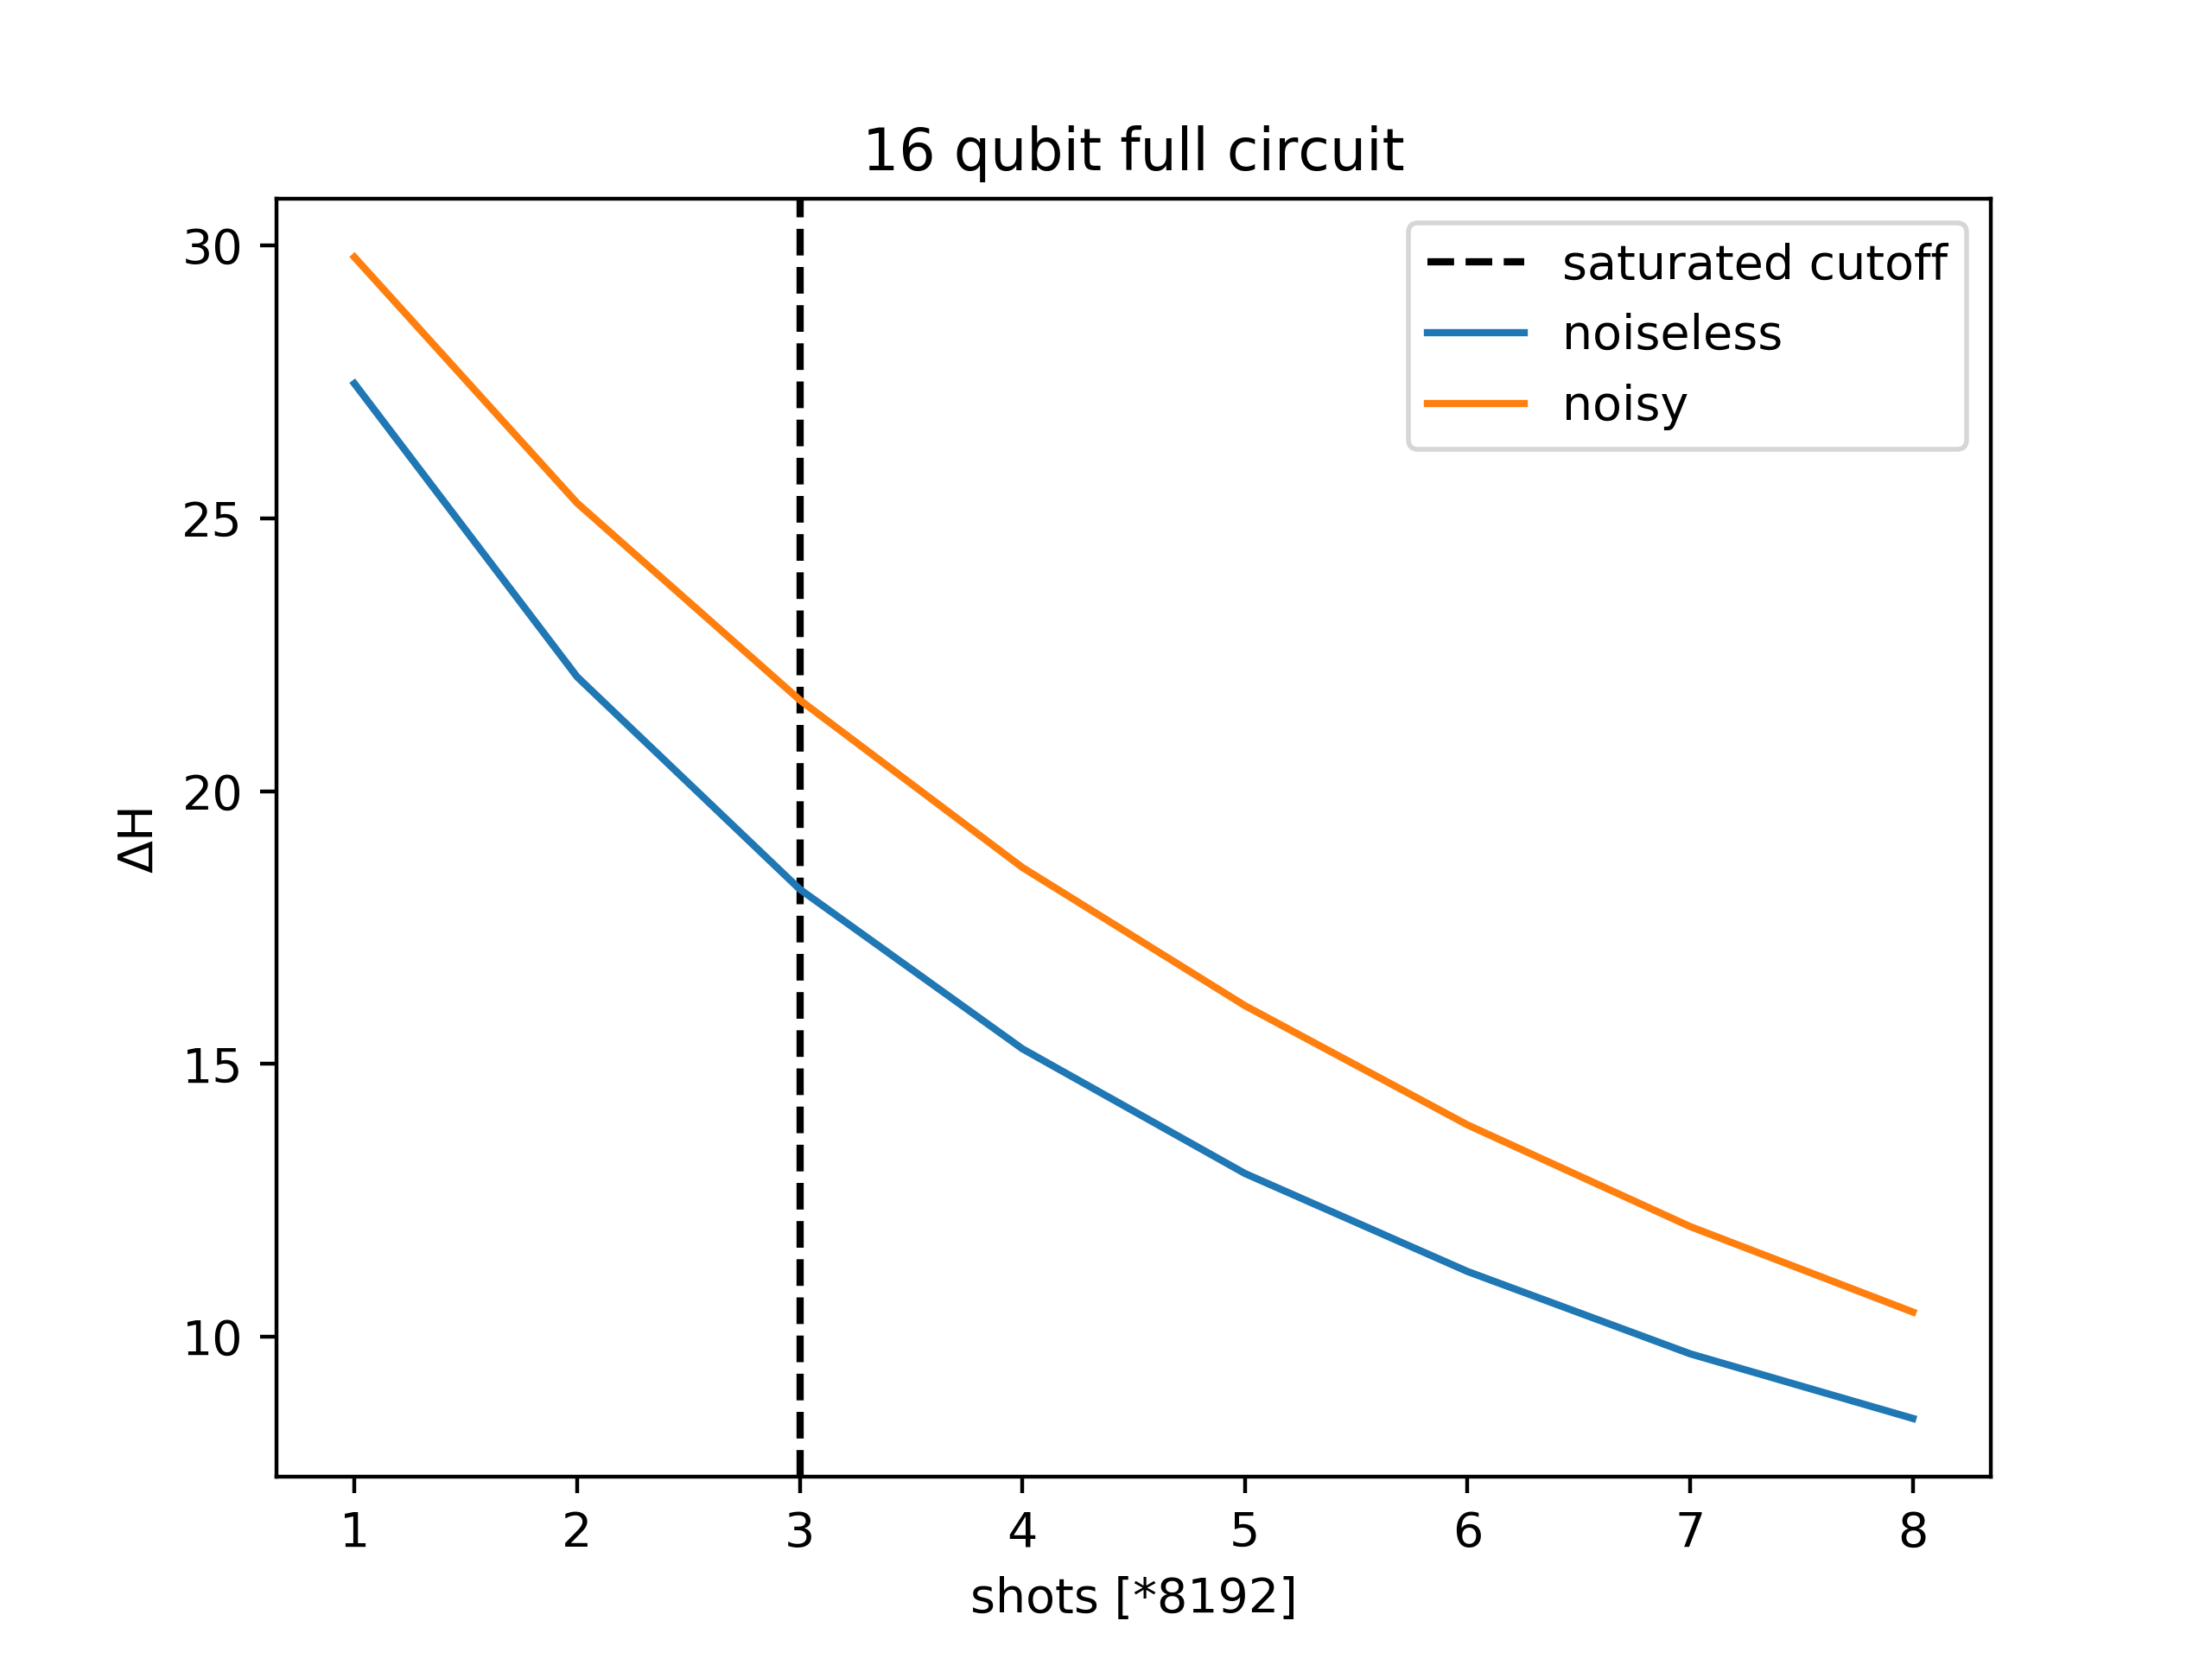 16 qubit full circuit
30
25
20
15
10
ΔH
saturated cutoff
noiseless
noisy
1 2 3 4 5 6 7 8
shots [*8192]